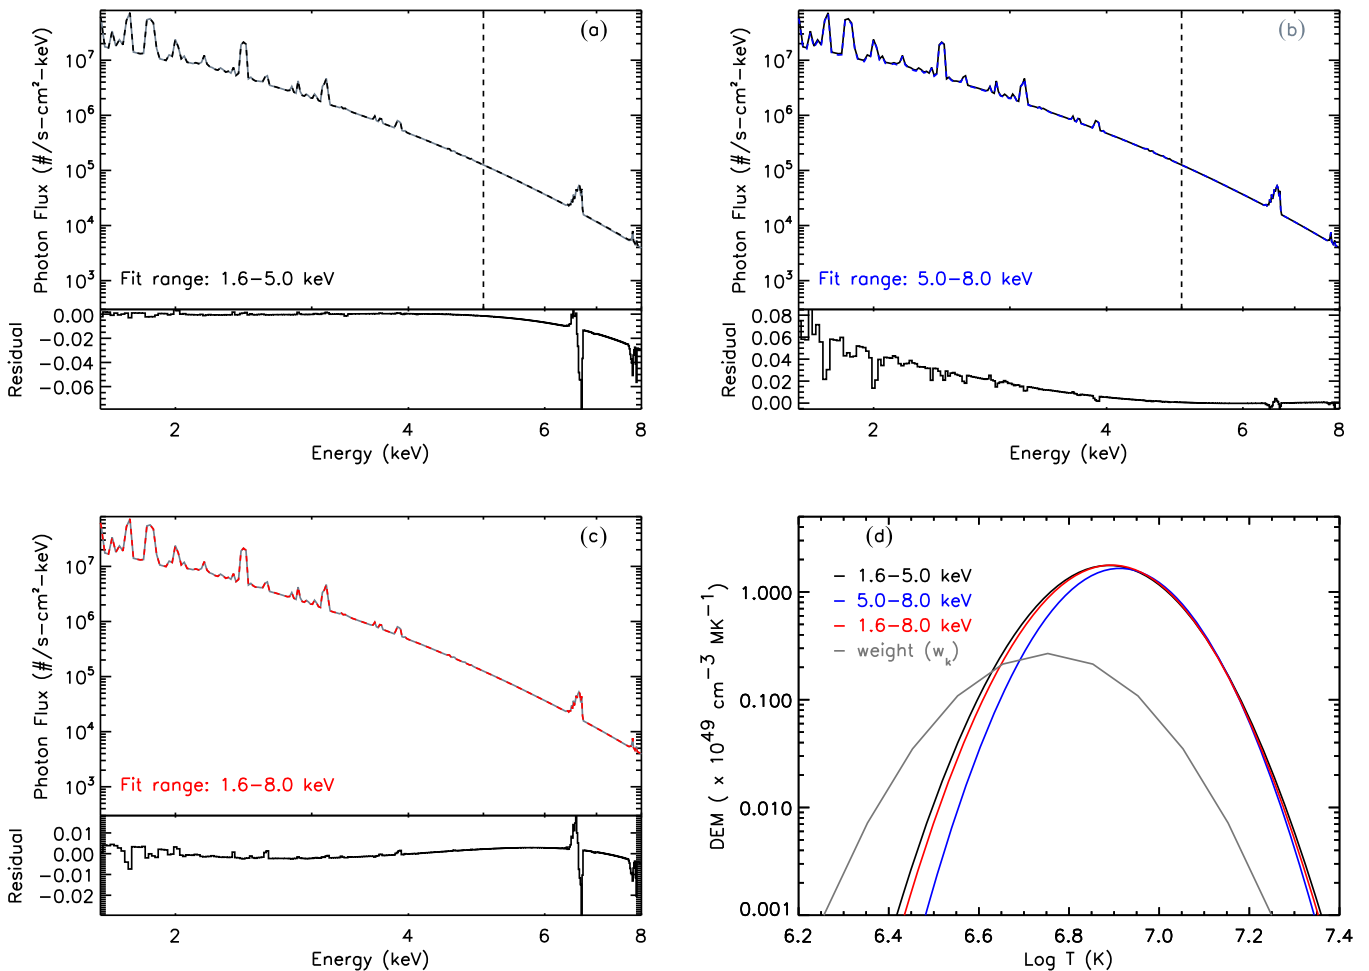 (a)
10⁷
10⁶
10⁵
10⁴
10³
Photon Flux (#/s−cm²−keV)
Fit range: 1.6−5.0 keV
0.00
−0.02
−0.04
−0.06
Residual
2 4 6 8
Energy (keV)
(b)
10⁷
10⁶
10⁵
10⁴
10³
Photon Flux (#/s−cm²−keV)
Fit range: 5.0−8.0 keV
0.08
0.06
0.04
0.02
0.00
Residual
2 4 6 8
Energy (keV)
(c)
10⁷
10⁶
10⁵
10⁴
10³
Photon Flux (#/s−cm²−keV)
Fit range: 1.6−8.0 keV
0.01
0.00
−0.01
−0.02
Residual
2 4 6 8
Energy (keV)
(d)
1.6−5.0 keV
5.0−8.0 keV
1.6−8.0 keV
weight (wₖ)
1.000
0.100
0.010
0.001
DEM ( x 10⁴⁹ cm⁻³ MK⁻¹)
6.2 6.4 6.6 6.8 7.0 7.2 7.4
Log T (K)